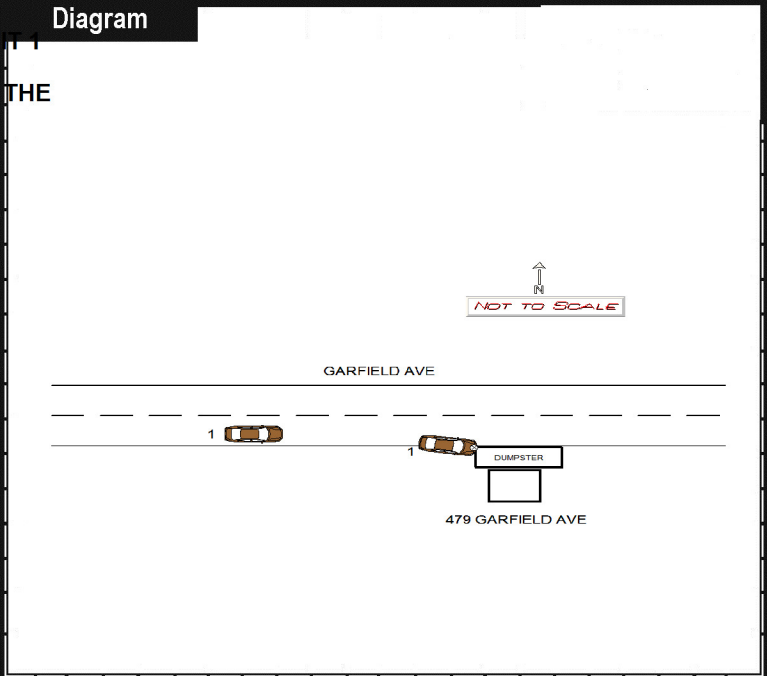 Diagram
IT 1
THE
N
NOT TO SCALE
GARFIELD AVE
1
1
DUMPSTER
479 GARFIELD AVE